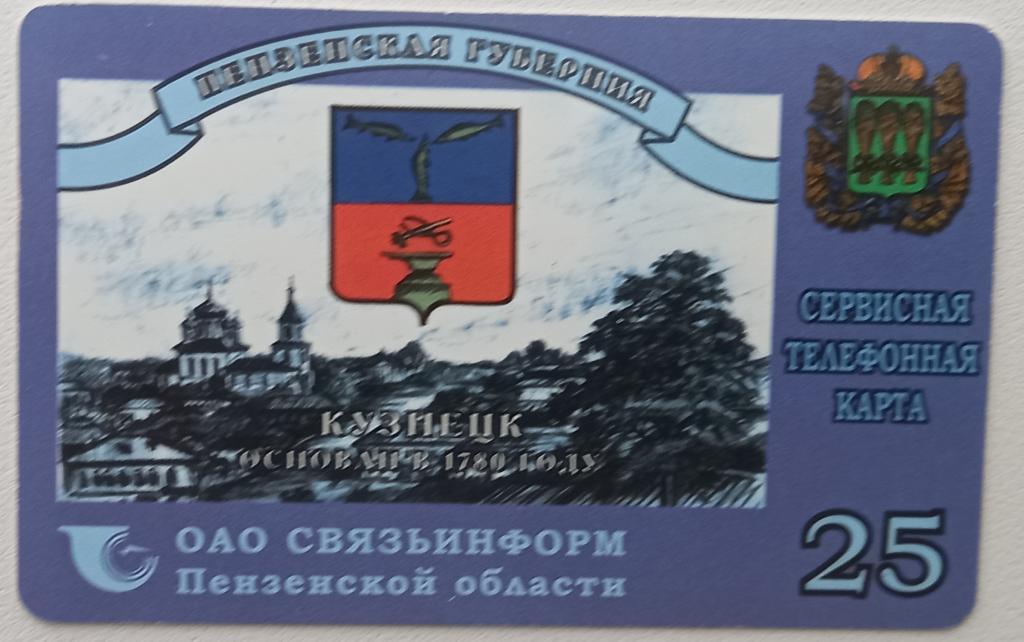 ПЕНЗЕНСКАЯ ГУБЕРНИЯ
СЕРВИСНАЯ
ТЕЛЕФОННАЯ
КАРТА
КУЗНЕЦК
ОСНОВАН В 1780 ГОДУ
ОАО СВЯЗЬИНФОРМ
Пензенской области
25